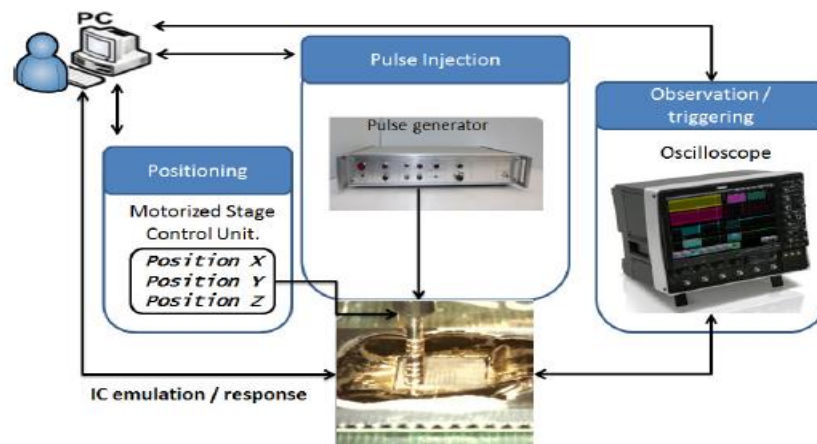 PC
Pulse Injection
Pulse generator
Observation /
triggering
Oscilloscope
Positioning
Motorized Stage
Control Unit.
Position X
Position Y
Position Z
IC emulation / response